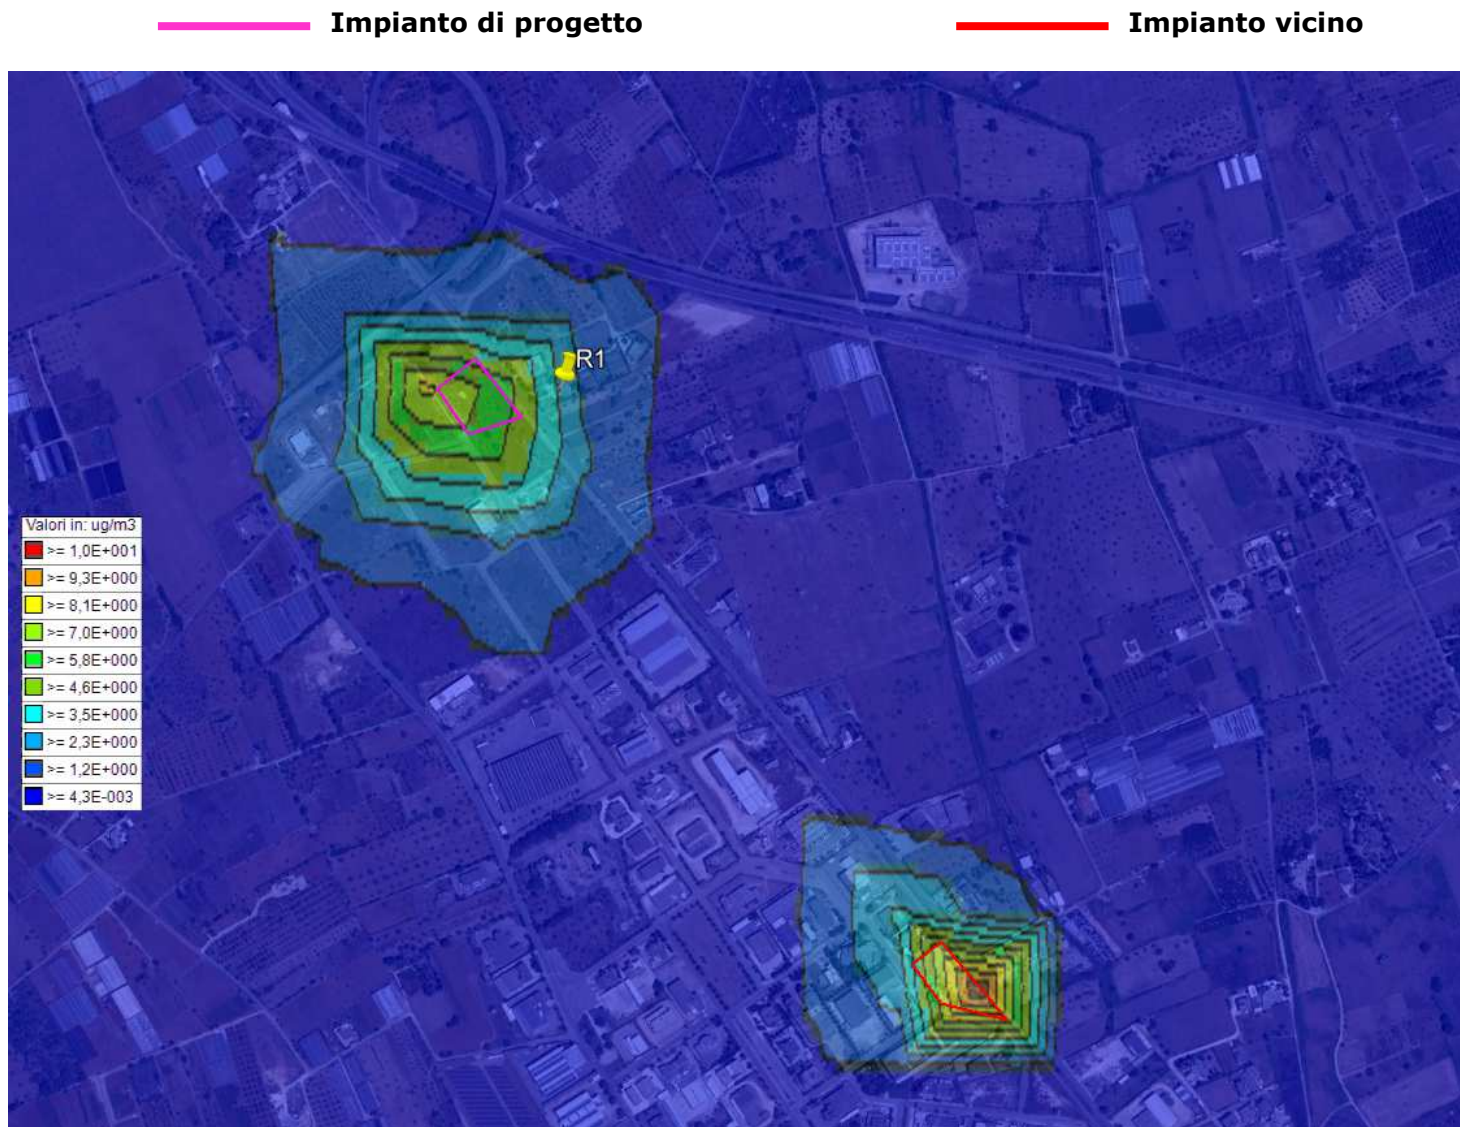 Impianto di progetto
Impianto vicino
R1
Valori in: ug/m3
>= 1,0E+001
>= 9,3E+000
>= 8,1E+000
>= 7,0E+000
>= 5,8E+000
>= 4,6E+000
>= 3,5E+000
>= 2,3E+000
>= 1,2E+000
>= 4,3E-003